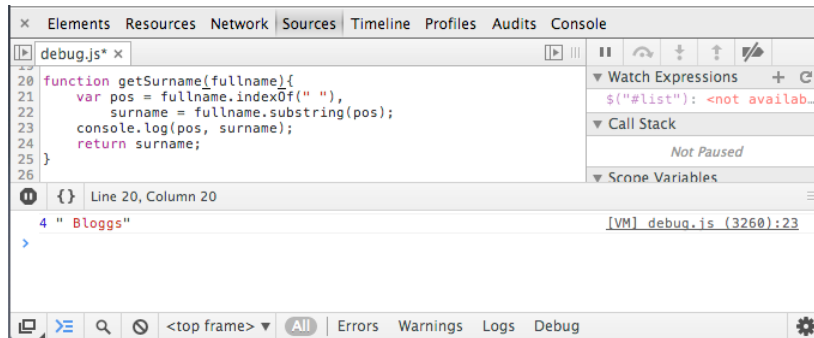 × Elements Resources Network Sources Timeline Profiles Audits Console
debug.js* ×
19
20 function getSurname(fullname){
21 var pos = fullname.indexOf(" "),
22 surname = fullname.substring(pos);
23 console.log(pos, surname);
24 return surname;
25 }
26
Watch Expressions +
$("#list"): <not availab…
Call Stack
Not Paused
Scope Variables
{} Line 20, Column 20
4 " Bloggs" [VM] debug.js (3260):23
>
<top frame> ▼ All | Errors Warnings Logs Debug